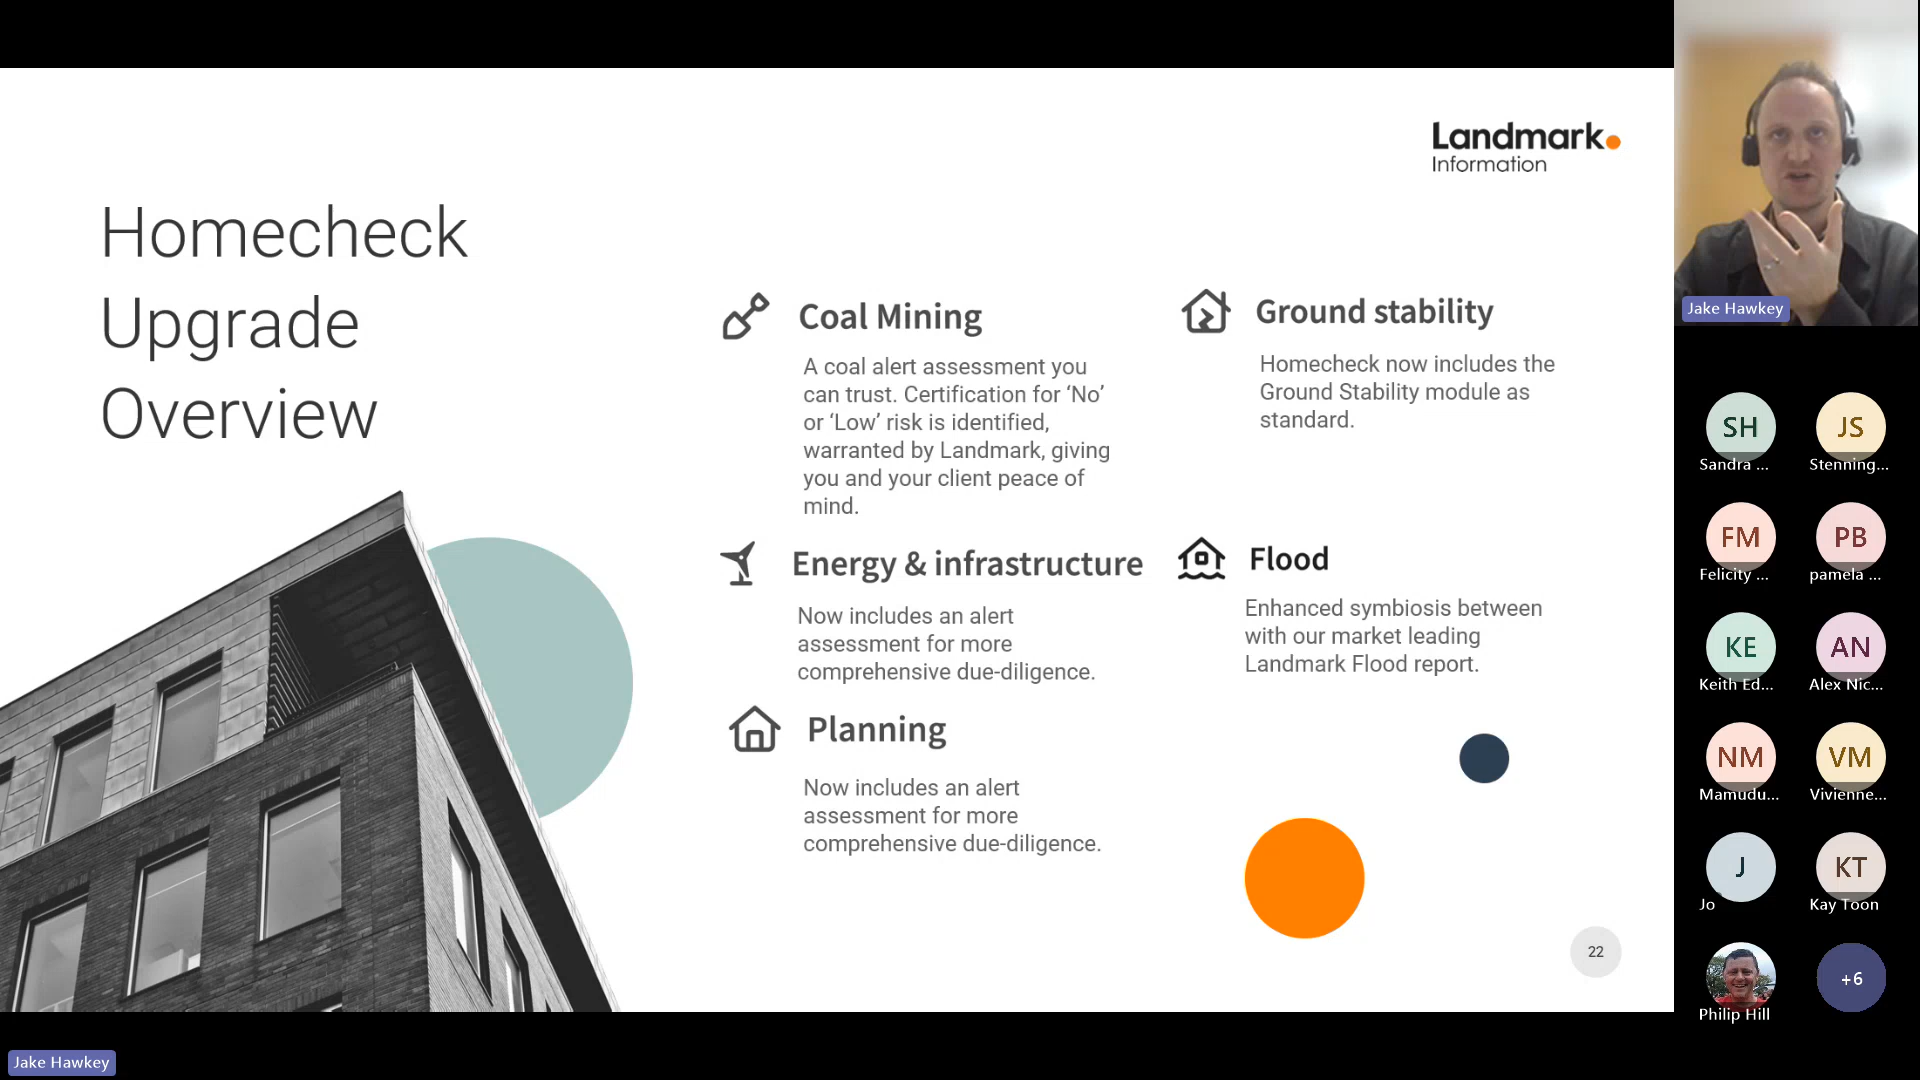 Landmark
Information
Homecheck
Upgrade
Overview
Coal Mining
A coal alert assessment you
can trust. Certification for ‘No’
or ‘Low’ risk is identified,
warranted by Landmark, giving
you and your client peace of
mind.
Ground stability
Homecheck now includes the
Ground Stability module as
standard.
Energy & infrastructure
Now includes an alert
assessment for more
comprehensive due-diligence.
Flood
Enhanced symbiosis between
with our market leading
Landmark Flood report.
Planning
Now includes an alert
assessment for more
comprehensive due-diligence.
22
Jake Hawkey
Jake Hawkey
SH
Sandra ...
JS
Stenning...
FM
Felicity ...
PB
pamela ...
KE
Keith Ed...
AN
Alex Nic...
NM
Mamudu...
VM
Vivienne...
J
Jo
KT
Kay Toon
Philip Hill
+6